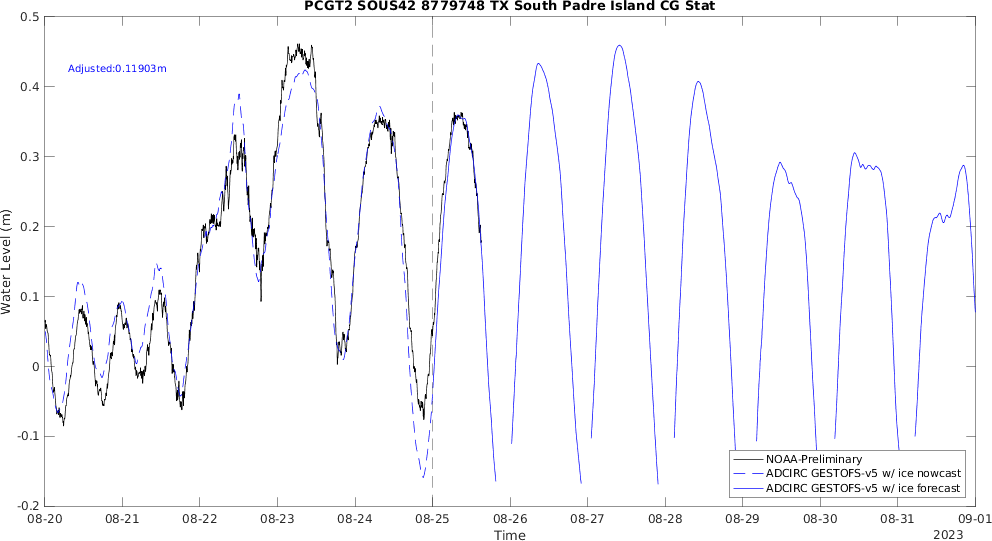 PCGT2 SOUS42 8779748 TX South Padre Island CG Stat
Adjusted:0.11903m
Water Level (m)
0.5
0.4
0.3
0.2
0.1
0
-0.1
-0.2
NOAA-Preliminary
ADCIRC GESTOFS-v5 w/ ice nowcast
ADCIRC GESTOFS-v5 w/ ice forecast
08-20 08-21 08-22 08-23 08-24 08-25 08-26 08-27 08-28 08-29 08-30 08-31 09-01
Time
2023